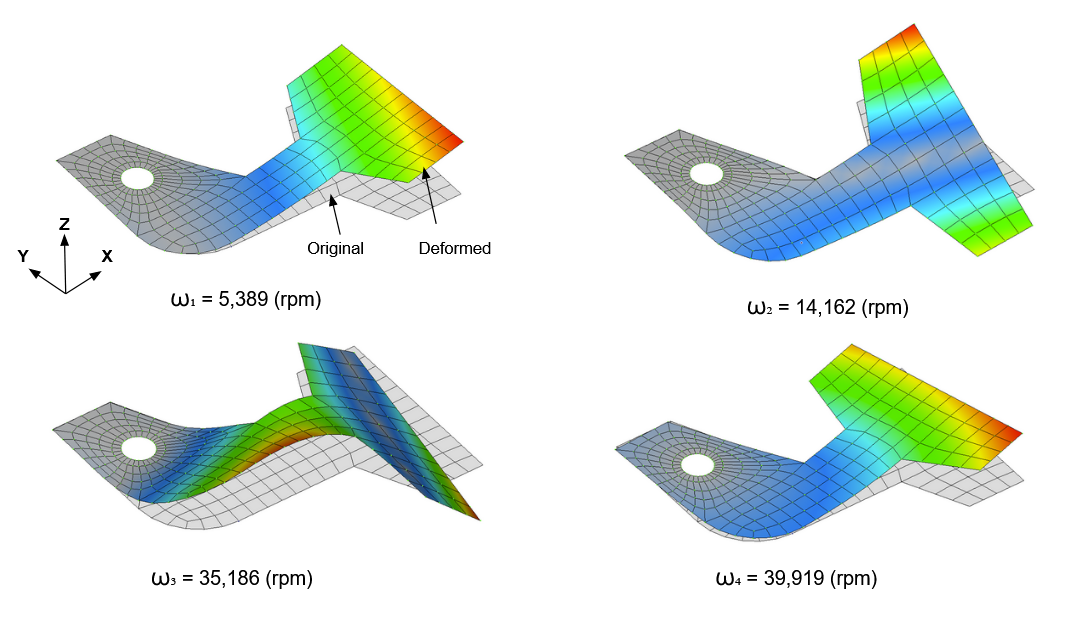 Z
Y
X
Original
Deformed
ω₁ = 5,389 (rpm)
ω₂ = 14,162 (rpm)
ω₃ = 35,186 (rpm)
ω₄ = 39,919 (rpm)